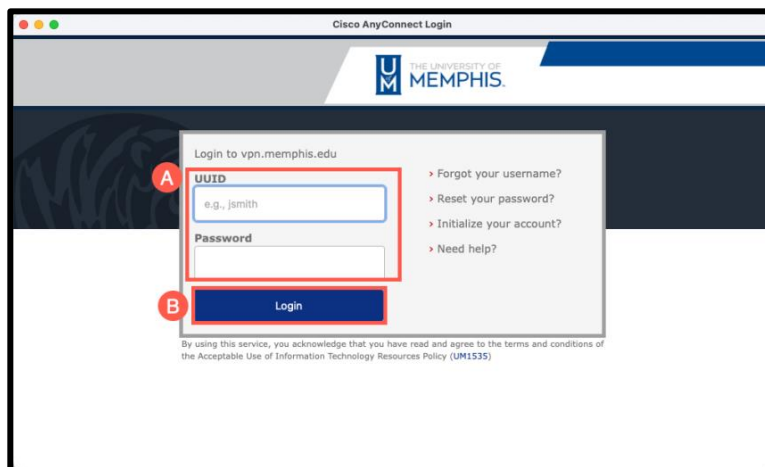 Cisco AnyConnect Login
UM
THE UNIVERSITY OF
MEMPHIS.
Login to vpn.memphis.edu
A
UUID
e.g., jsmith
Password
B
Login
› Forgot your username?
› Reset your password?
› Initialize your account?
› Need help?
By using this service, you acknowledge that you have read and agree to the terms and conditions of
the Acceptable Use of Information Technology Resources Policy (UM1535)